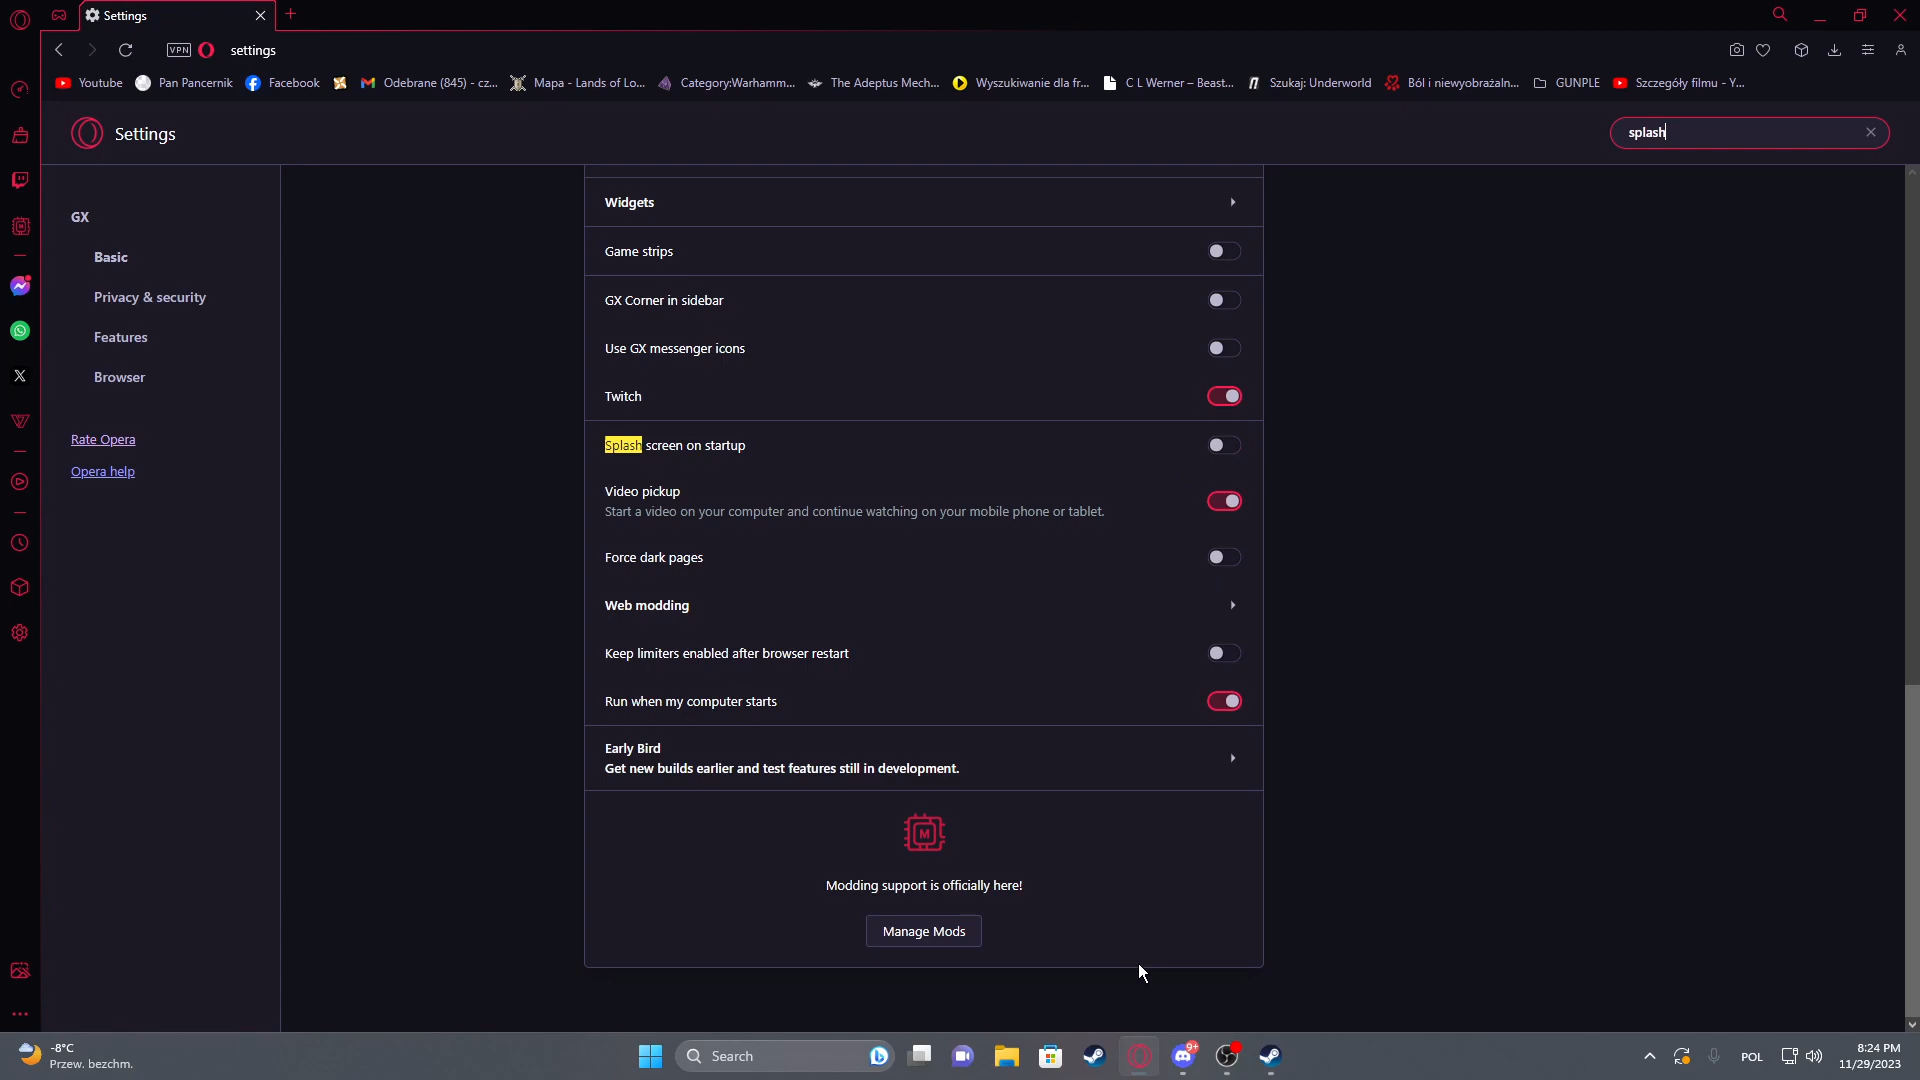 Settings
VPN
settings
Youtube
Pan Pancernik
Facebook
Odebrane (845) - cz...
Mapa - Lands of Lo...
Category:Warhamm...
The Adeptus Mech...
Wyszukiwanie dla fr...
C L Werner – Beast...
Szukaj: Underworld
Ból i niewyobrażaln...
GUNPLE
Szczegóły filmu - Y...
Settings
splash
GX
Basic
Privacy & security
Features
Browser
Rate Opera
Opera help
Widgets
Game strips
GX Corner in sidebar
Use GX messenger icons
Twitch
Splash screen on startup
Video pickup
Start a video on your computer and continue watching on your mobile phone or tablet.
Force dark pages
Web modding
Keep limiters enabled after browser restart
Run when my computer starts
Early Bird
Get new builds earlier and test features still in development.
M
Modding support is officially here!
Manage Mods
-8°C
Przew. bezchm.
Search
9+
POL
8:24 PM
11/29/2023